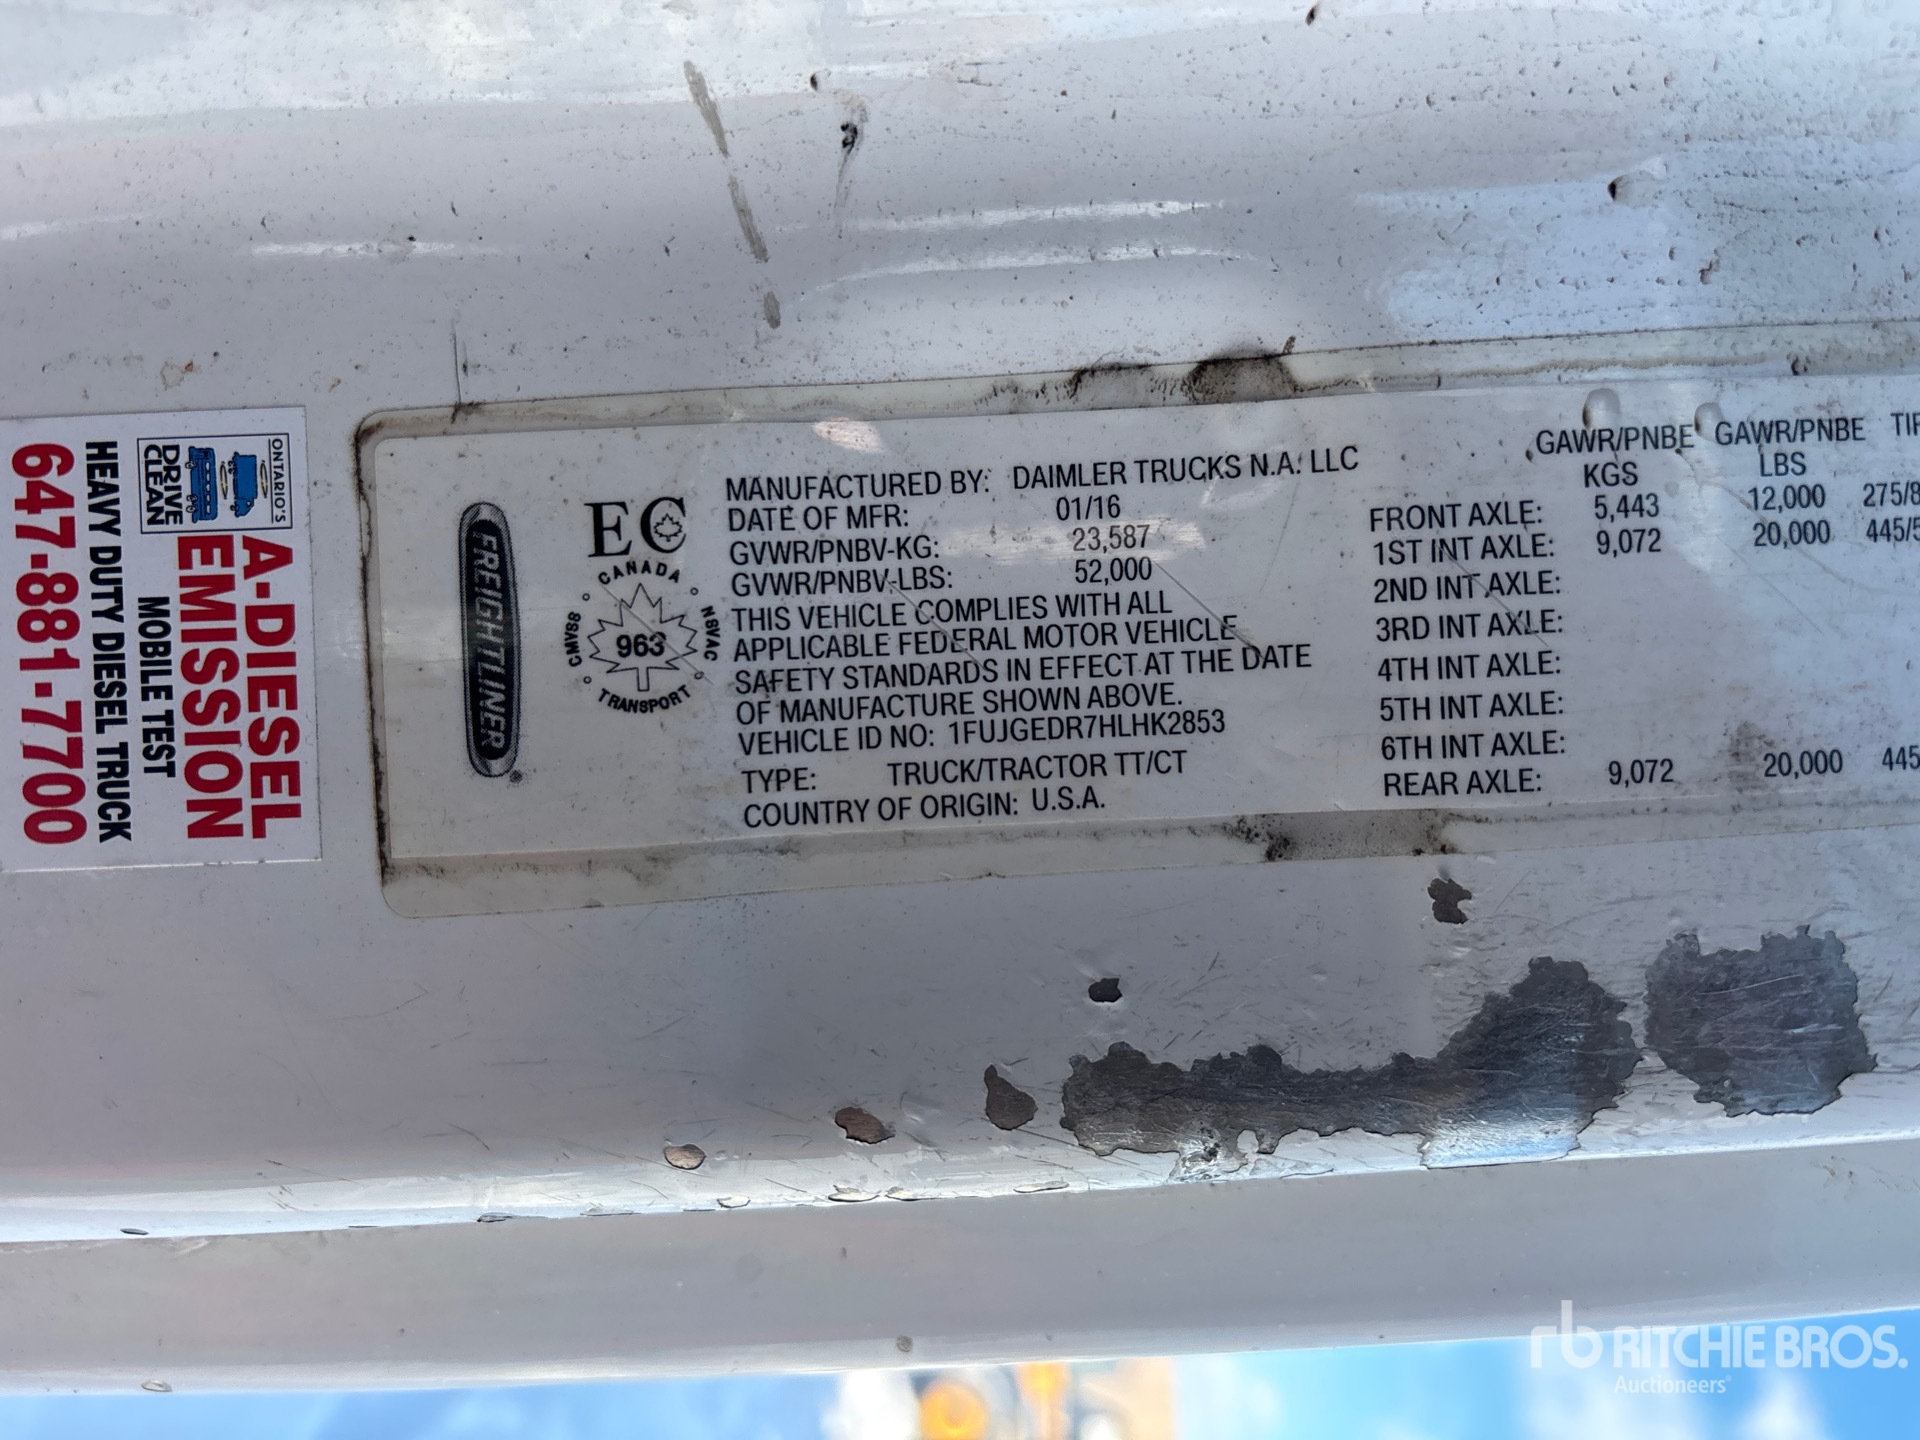 ONTARIO'S
DRIVE
CLEAN
A-DIESEL
EMISSION
MOBILE TEST
HEAVY DUTY DIESEL TRUCK
647-881-7700
FREIGHTLINER
EC
CANADA
CMVSS
NSVAC
963
TRANSPORT
MANUFACTURED BY: DAIMLER TRUCKS N.A. LLC
DATE OF MFR: 01/16
GVWR/PNBV-KG: 23,587
GVWR/PNBV-LBS: 52,000
THIS VEHICLE COMPLIES WITH ALL
APPLICABLE FEDERAL MOTOR VEHICLE
SAFETY STANDARDS IN EFFECT AT THE DATE
OF MANUFACTURE SHOWN ABOVE.
VEHICLE ID NO: 1FUJGEDR7HLHK2853
TYPE: TRUCK/TRACTOR TT/CT
COUNTRY OF ORIGIN: U.S.A.
GAWR/PNBE GAWR/PNBE
KGS LBS
FRONT AXLE: 5,443 12,000 275/8
1ST INT AXLE: 9,072 20,000 445/5
2ND INT AXLE:
3RD INT AXLE:
4TH INT AXLE:
5TH INT AXLE:
6TH INT AXLE:
REAR AXLE: 9,072 20,000 445
rb RITCHIE BROS.
Auctioneers